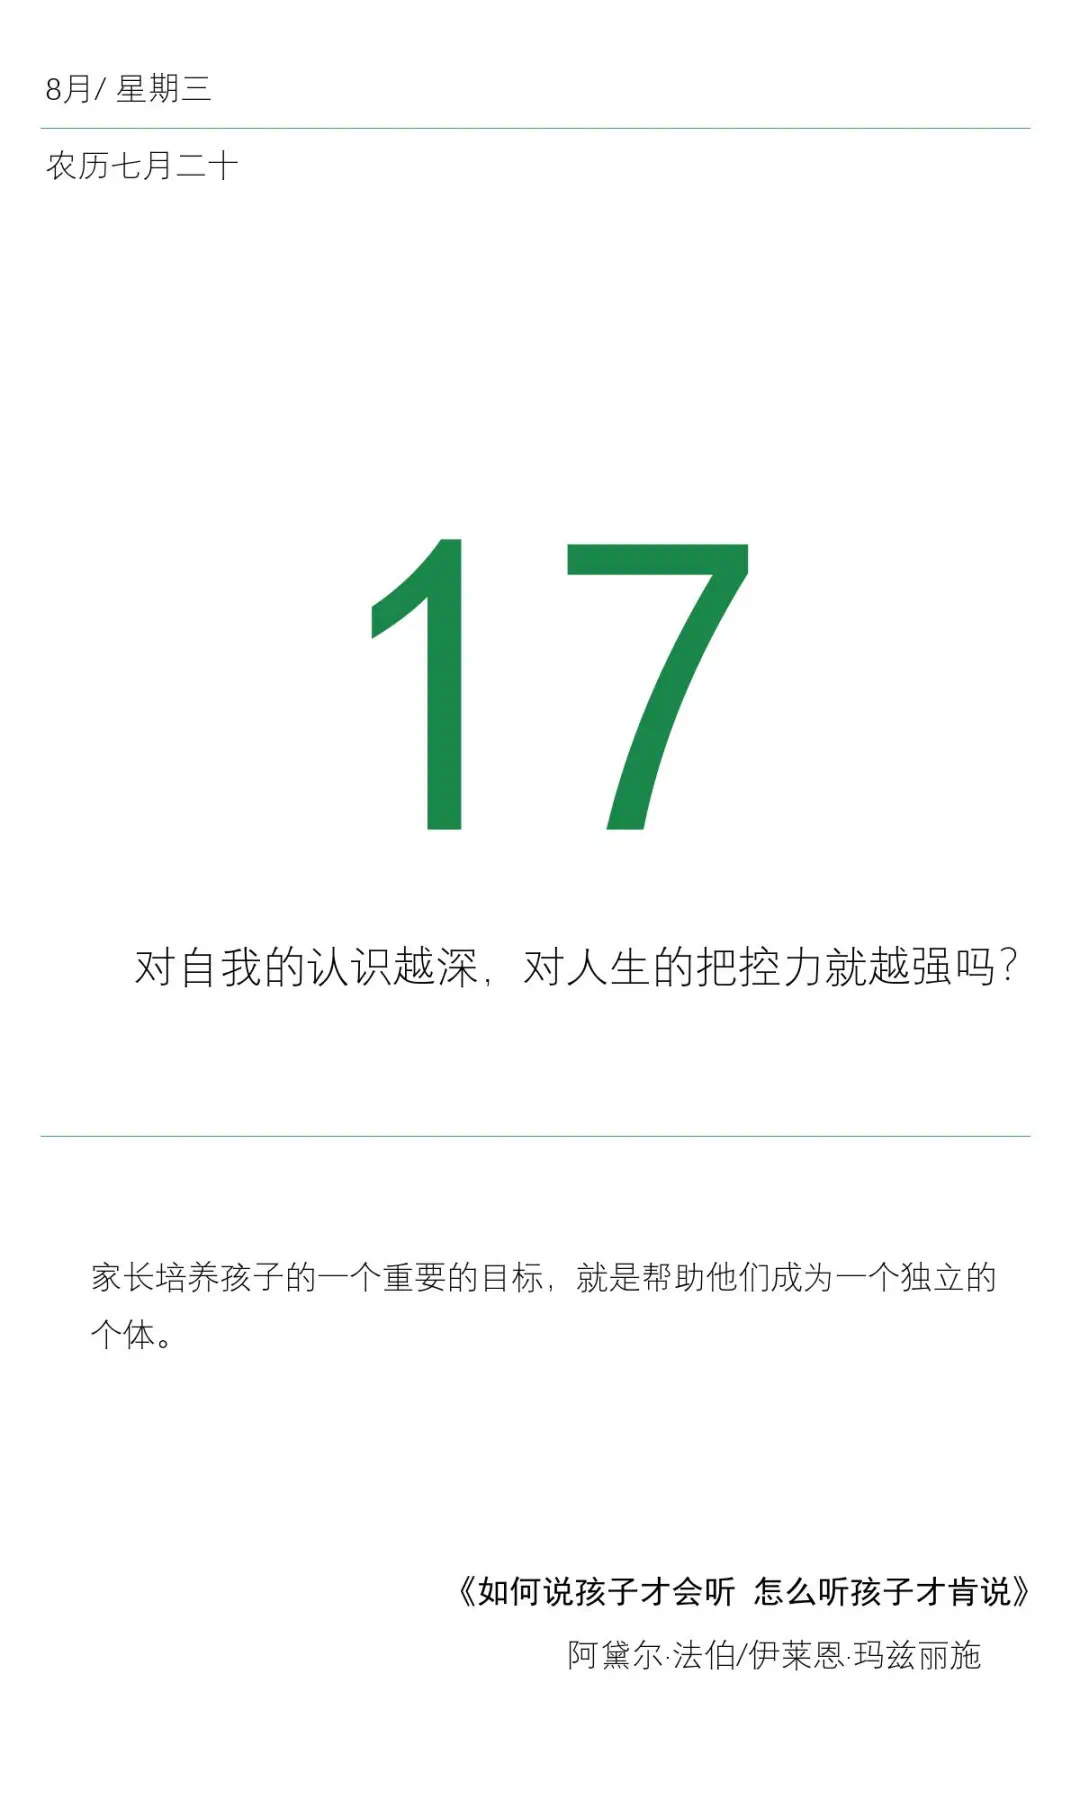 8月/ 星期三
农历七月二十
17
对自我的认识越深，对人生的把控力就越强吗？
家长培养孩子的一个重要的目标，就是帮助他们成为一个独立的
个体。
《如何说孩子才会听 怎么听孩子才肯说》
阿黛尔·法伯/伊莱恩·玛兹丽施